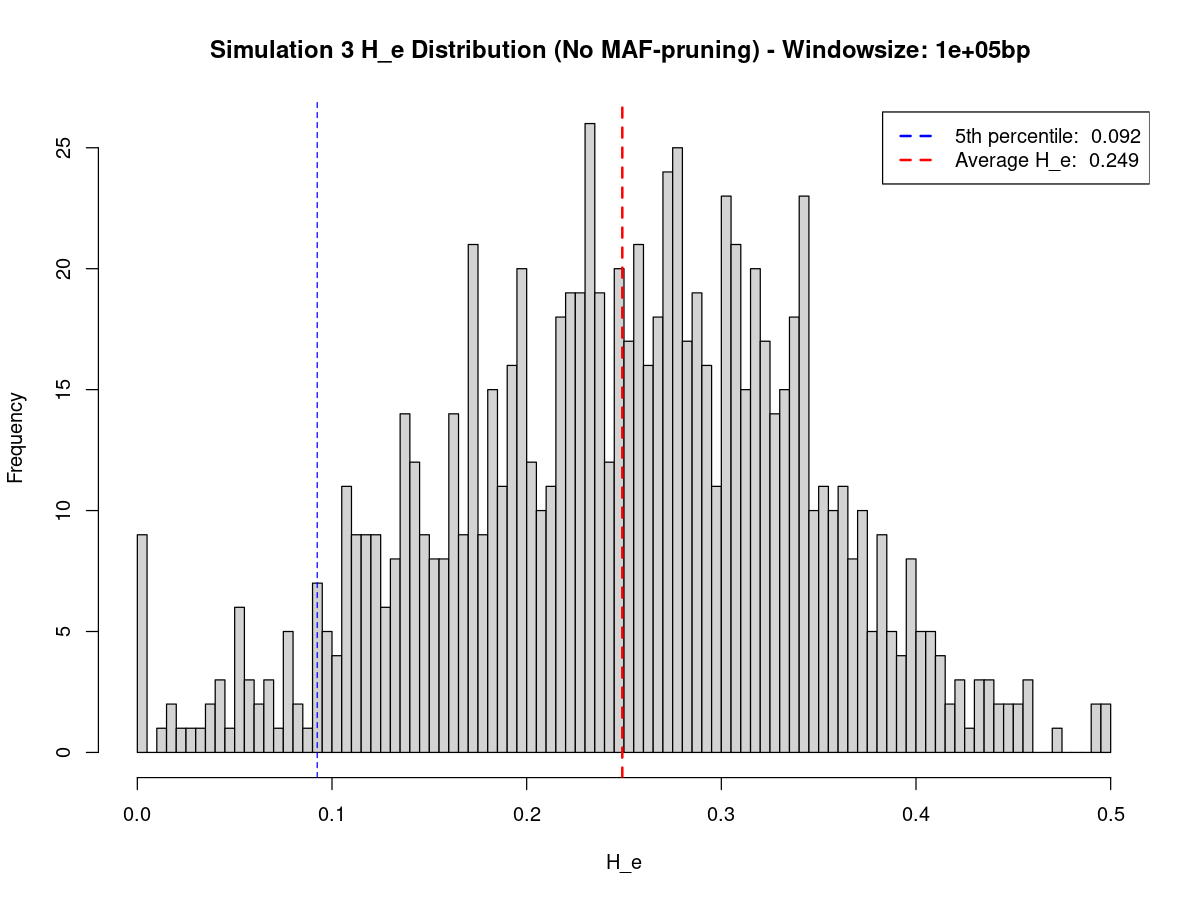 Simulation 3 H_e Distribution (No MAF-pruning) - Windowsize: 1e+05bp
5th percentile: 0.092
Average H_e: 0.249
Frequency
25
20
15
10
5
0
0.0 0.1 0.2 0.3 0.4 0.5
H_e